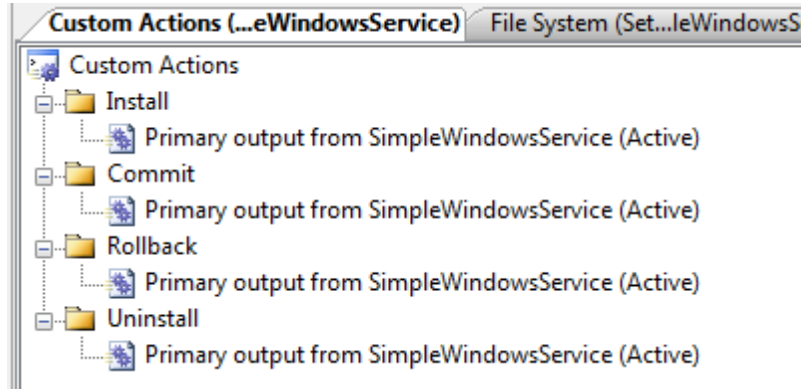 Custom Actions (...eWindowsService) File System (Set...leWindowsS
Custom Actions
Install
Primary output from SimpleWindowsService (Active)
Commit
Primary output from SimpleWindowsService (Active)
Rollback
Primary output from SimpleWindowsService (Active)
Uninstall
Primary output from SimpleWindowsService (Active)